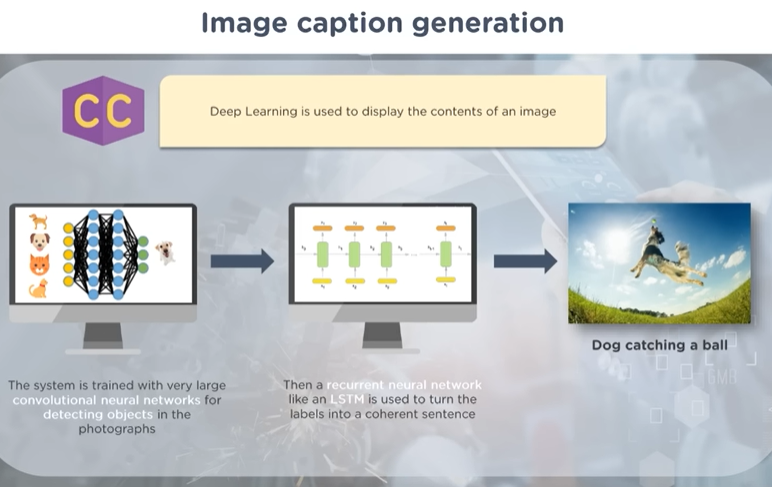 Image caption generation
CC
Deep Learning is used to display the contents of an image
The system is trained with very large
convolutional neural networks for
detecting objects in the
photographs
Then a recurrent neural network
like an LSTM is used to turn the
labels into a coherent sentence
Dog catching a ball
16MB